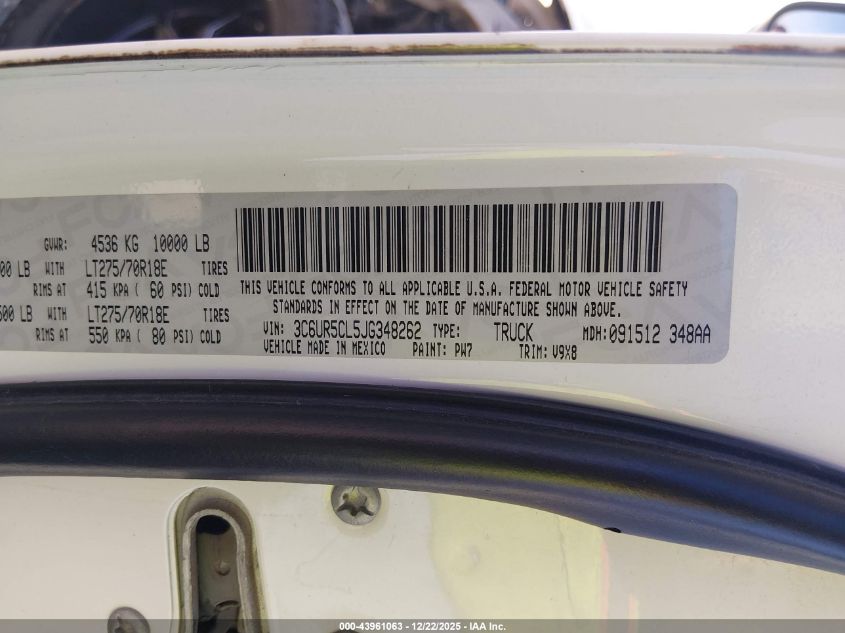 GVWR: 4536 KG 10000 LB
00 LB WITH LT275/70R18E TIRES
RIMS AT 415 KPA ( 60 PSI) COLD
500 LB WITH LT275/70R18E TIRES
RIMS AT 550 KPA ( 80 PSI) COLD
THIS VEHICLE CONFORMS TO ALL APPLICABLE U.S.A. FEDERAL MOTOR VEHICLE SAFETY
STANDARDS IN EFFECT ON THE DATE OF MANUFACTURE SHOWN ABOVE.
VIN: 3C6UR5CL5JG348262 TYPE: TRUCK MDH:091512 348AA
VEHICLE MADE IN MEXICO PAINT: PW7 TRIM: V9X8
000-43961063 - 12/22/2025 - IAA Inc.